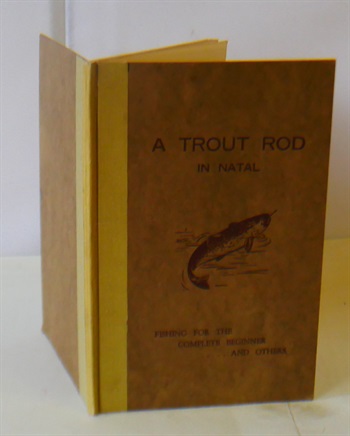 A TROUT ROD
IN NATAL
FISHING FOR THE
COMPLETE BEGINNER
AND OTHERS